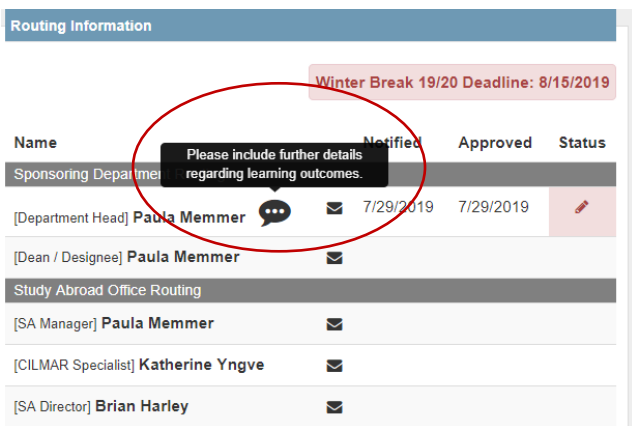 Routing Information
Winter Break 19/20 Deadline: 8/15/2019
Name Notified Approved Status
Please include further details
regarding learning outcomes.
Sponsoring Department
[Department Head] Paula Memmer 7/29/2019 7/29/2019
[Dean / Designee] Paula Memmer
Study Abroad Office Routing
[SA Manager] Paula Memmer
[CILMAR Specialist] Katherine Yngve
[SA Director] Brian Harley